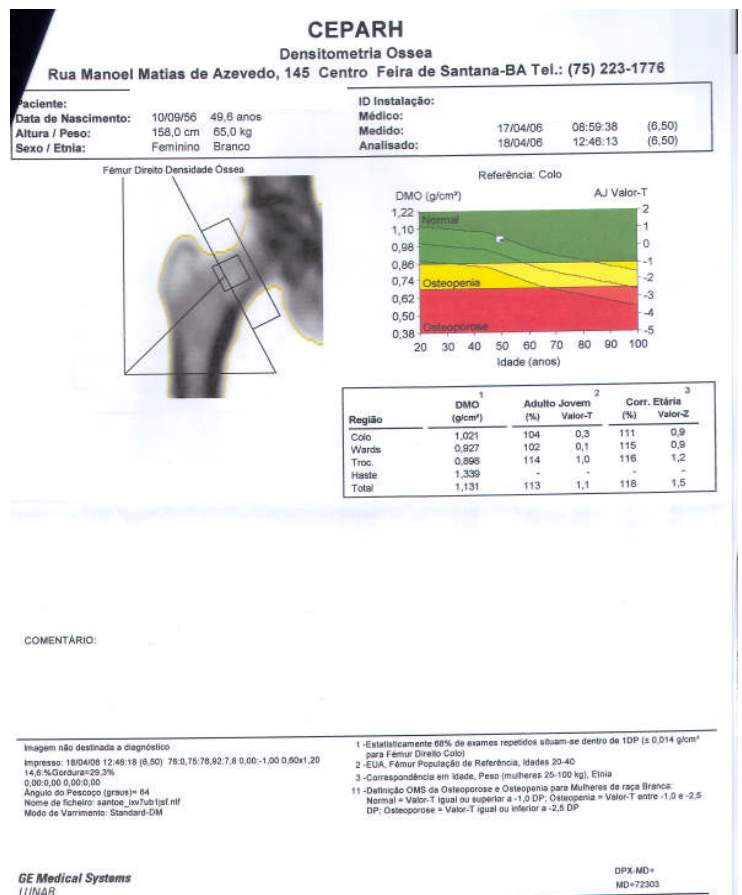 CEPARH
Densitometria Ossea
Rua Manoel Matias de Azevedo, 145 Centro Feira de Santana-BA Tel.: (75) 223-1776
Paciente:
Data de Nascimento: 10/09/56 49,6 anos
Altura / Peso: 158,0 cm 65,0 kg
Sexo / Etnia: Feminino Branco
ID Instalação:
Médico:
Medido: 17/04/06 08:59:38 (6,50)
Analisado: 18/04/06 12:46:13 (6,50)
Fémur Direito Densidade Óssea
Referência: Colo
DMO (g/cm²) AJ Valor-T
1,22 Normal 2
1,10 1
0,98 0
0,86 -1
0,74 Osteopenia -2
0,62 -3
0,50 -4
0,38 Osteoporose -5
20 30 40 50 60 70 80 90 100
Idade (anos)
Região DMO (g/cm²) 1 Adulto Jovem 2 (%) Valor-T Corr. Etária 3 (%) Valor-Z
Colo 1,021 104 0,3 111 0,9
Wards 0,927 102 0,1 115 0,9
Troc. 0,898 114 1,0 116 1,2
Haste 1,339 - - - -
Total 1,131 113 1,1 118 1,5
COMENTÁRIO:
Imagem não destinada a diagnóstico
Impresso: 18/04/06 12:46:18 (6,50) 76:0,75:76,92:7,8 0,00:-1,00 0,60x1,20
14,6:%Gordura=29,3%
0,00:0,00 0,00:0,00
Ângulo do Pescoço (graus)= 64
Nome de ficheiro:
Modo de Varrimento: Standard-DM
1 -Estatisticamente 68% de exames repetidos situam-se dentro de 1DP (± 0,014 g/cm²
para Fémur Direito Colo)
2 -EUA, Fémur População de Referência, Idades 20-40
3 -Correspondência em Idade, Peso (mulheres 25-100 kg), Etnia
11 -Definição OMS da Osteoporose e Osteopenia para Mulheres de raça Branca:
Normal = Valor-T igual ou superior a -1,0 DP; Osteopenia = Valor-T entre -1,0 e -2,5
DP; Osteoporose = Valor-T igual ou inferior a -2,5 DP
GE Medical Systems
LUNAR
DPX-MD+
MD+72303